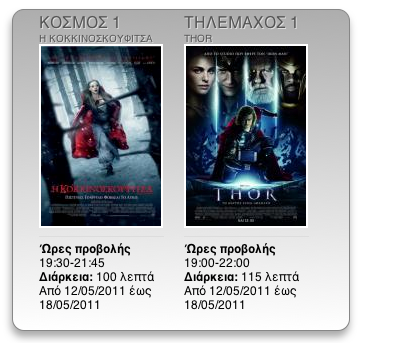 ΚΟΣΜΟΣ 1
Η ΚΟΚΚΙΝΟΣΚΟΥΦΙΤΣΑ
Η ΚΟΚΚΙΝΟΣΚΟΥΦΙΤΣΑ
Ώρες προβολής
19:30-21:45
Διάρκεια: 100 λεπτά
Από 12/05/2011 έως
18/05/2011
ΤΗΛΕΜΑΧΟΣ 1
THOR
THOR
Ώρες προβολής
19:00-22:00
Διάρκεια: 115 λεπτά
Από 12/05/2011 έως
18/05/2011